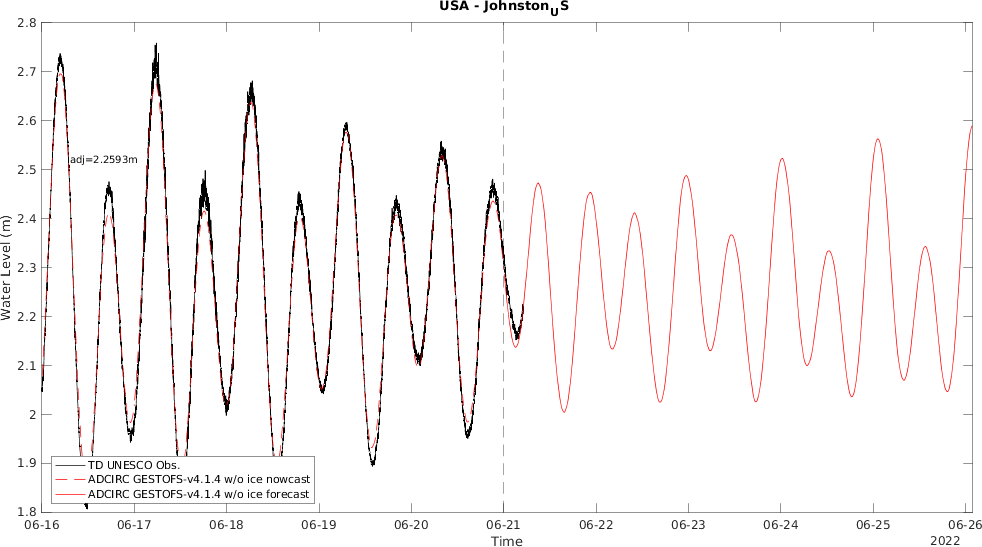 USA - Johnston_US
2.8
2.7
2.6
2.5
2.4
2.3
2.2
2.1
2
1.9
1.8
Water Level (m)
adj=2.2593m
TD UNESCO Obs.
ADCIRC GESTOFS-v4.1.4 w/o ice nowcast
ADCIRC GESTOFS-v4.1.4 w/o ice forecast
06-16 06-17 06-18 06-19 06-20 06-21 06-22 06-23 06-24 06-25 06-26
Time
2022